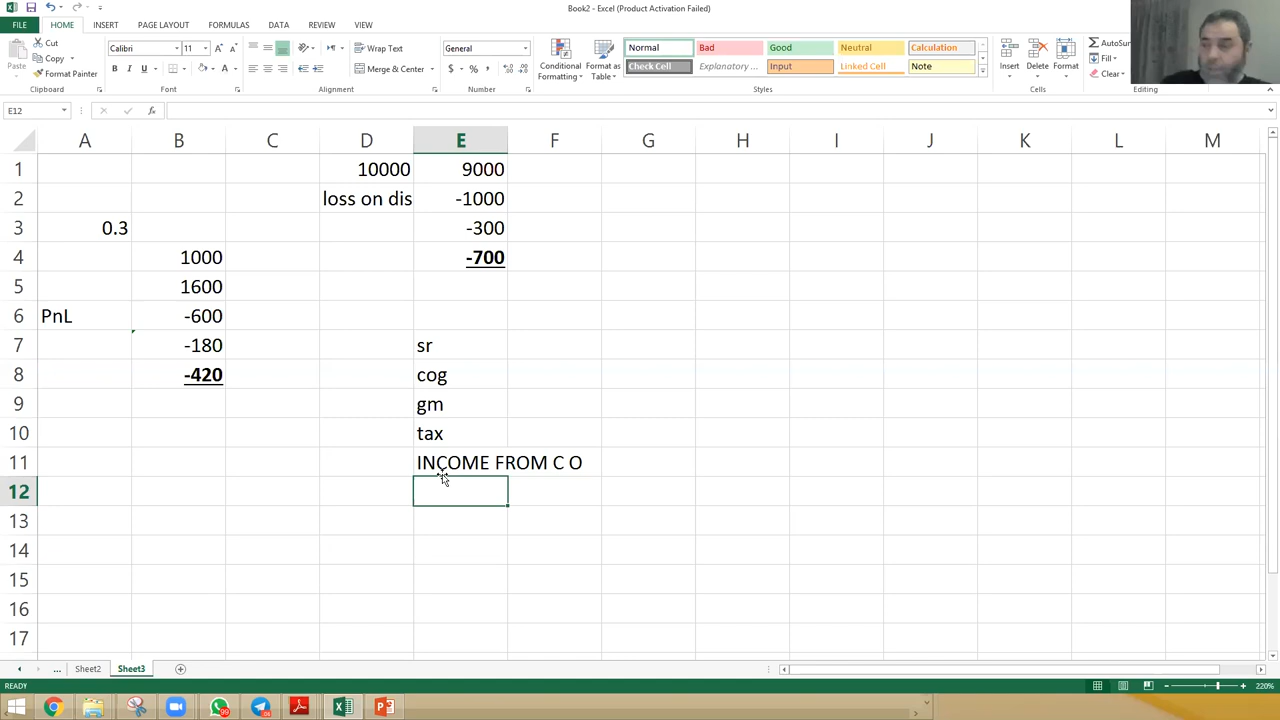 Book2 - Excel (Product Activation Failed)
FILE HOME INSERT PAGE LAYOUT FORMULAS DATA REVIEW VIEW
Cut
Copy
Format Painter
Paste
Clipboard
Calibri 11
B I U
Font
Wrap Text
Merge & Center
Alignment
General
$ % ,
Number
Conditional Formatting
Format as Table
Normal Bad Good Neutral Calculation
Check Cell Explanatory ... Input Linked Cell Note
Styles
Insert Delete Format
Cells
AutoSum
Fill
Clear
Editing
E12
fx
A B C D E F G H I J K L M
1 10000 9000
2 loss on dis -1000
3 0.3 -300
4 1000 -700
5 1600
6 PnL -600
7 -180 sr
8 -420 cog
9 gm
10 tax
11 INCOME FROM C O
12
13
14
15
16
17
... Sheet2 Sheet3
READY
220%
99